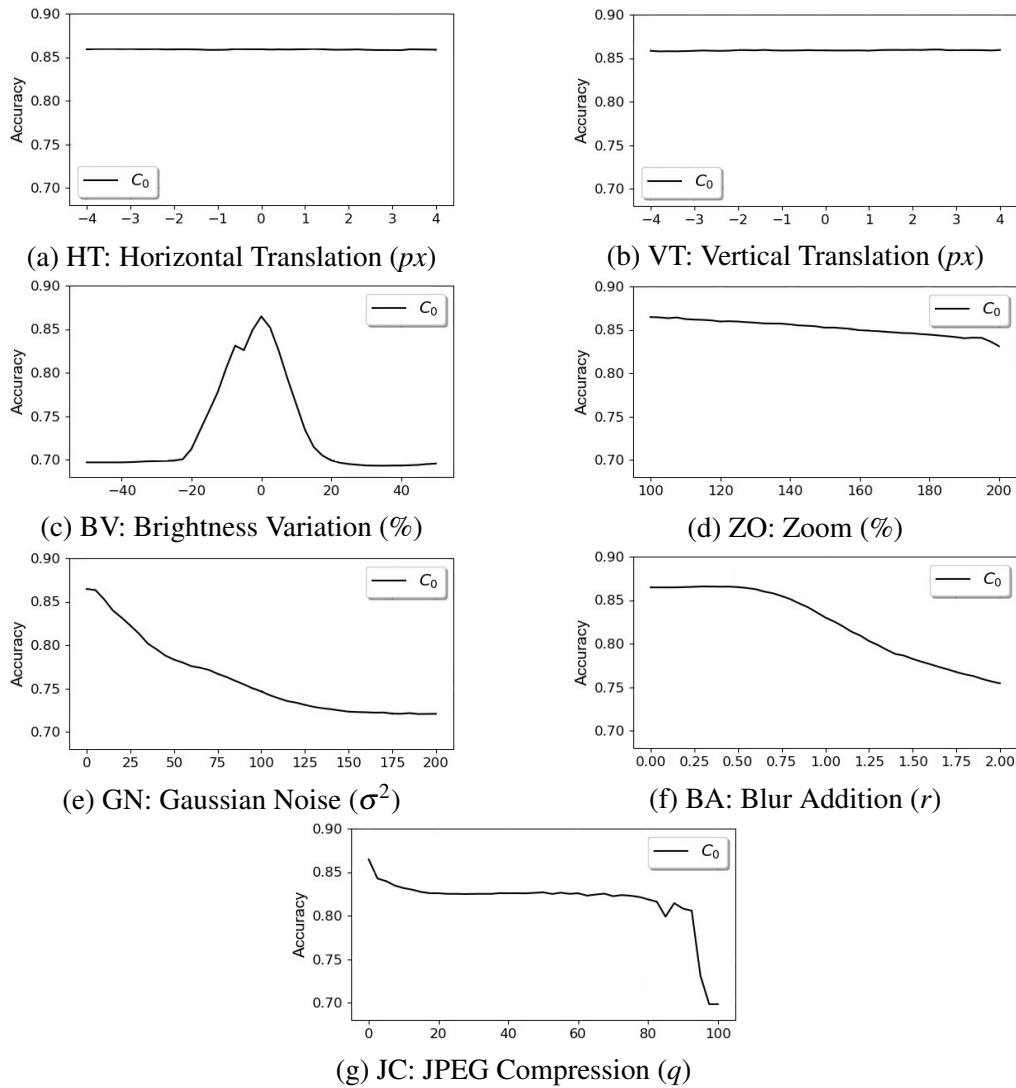 0.90
0.85
0.80
0.75
0.70
Accuracy
C₀
−4 −3 −2 −1 0 1 2 3 4
(a) HT: Horizontal Translation (px)
0.90
0.85
0.80
0.75
0.70
Accuracy
C₀
−4 −3 −2 −1 0 1 2 3 4
(b) VT: Vertical Translation (px)
0.90
0.85
0.80
0.75
0.70
Accuracy
C₀
−40 −20 0 20 40
(c) BV: Brightness Variation (%)
0.90
0.85
0.80
0.75
0.70
Accuracy
C₀
100 120 140 160 180 200
(d) ZO: Zoom (%)
0.90
0.85
0.80
0.75
0.70
Accuracy
C₀
0 25 50 75 100 125 150 175 200
(e) GN: Gaussian Noise (σ²)
0.90
0.85
0.80
0.75
0.70
Accuracy
C₀
0.00 0.25 0.50 0.75 1.00 1.25 1.50 1.75 2.00
(f) BA: Blur Addition (r)
0.90
0.85
0.80
0.75
0.70
Accuracy
C₀
0 20 40 60 80 100
(g) JC: JPEG Compression (q)